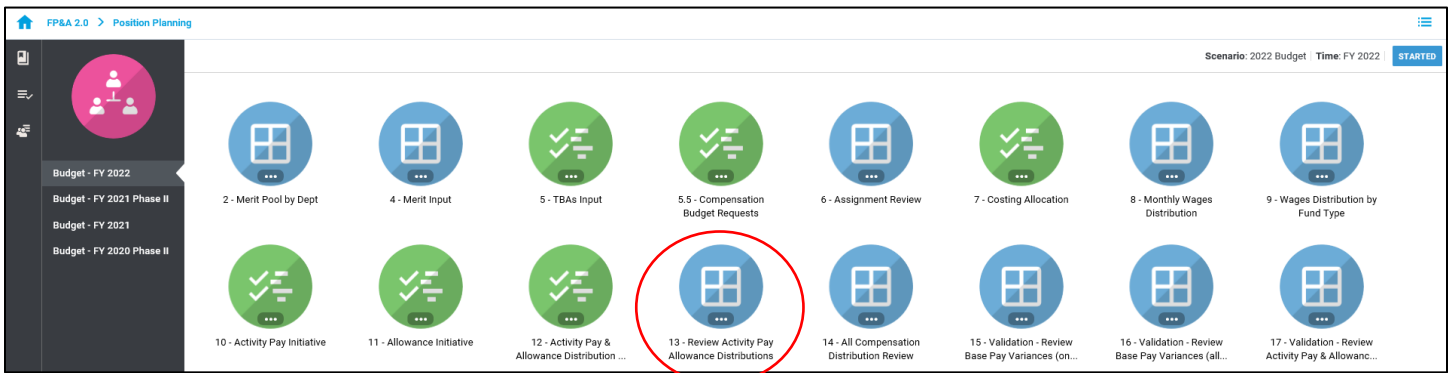 FP&A 2.0 > Position Planning
Scenario: 2022 Budget | Time: FY 2022 | STARTED
Budget - FY 2022
Budget - FY 2021 Phase II
Budget - FY 2021
Budget - FY 2020 Phase II
2 - Merit Pool by Dept
4 - Merit Input
5 - TBAs Input
5.5 - Compensation
Budget Requests
6 - Assignment Review
7 - Costing Allocation
8 - Monthly Wages
Distribution
9 - Wages Distribution by
Fund Type
10 - Activity Pay Initiative
11 - Allowance Initiative
12 - Activity Pay &
Allowance Distribution ...
13 - Review Activity Pay
Allowance Distributions
14 - All Compensation
Distribution Review
15 - Validation - Review
Base Pay Variances (on...
16 - Validation - Review
Base Pay Variances (all...
17 - Validation - Review
Activity Pay & Allowanc...